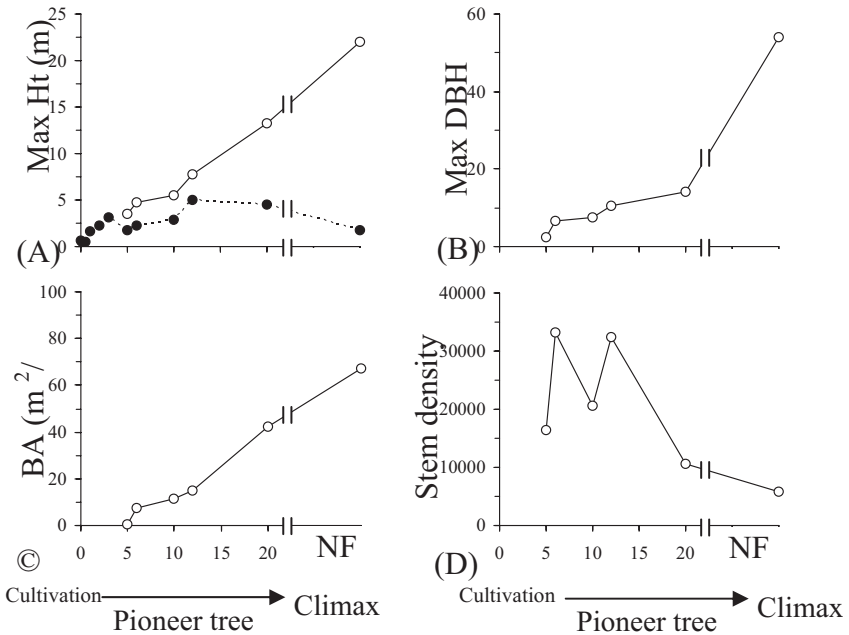 25
20
15
10
5
0
Max Ht (m)
(A)
60
40
20
0
Max DBH
(B)
100
80
60
40
20
0
BA (m²/
©
0 5 10 15 20 NF
Cultivation
Pioneer tree
Climax
40000
30000
20000
10000
0
Stem density
(D)
0 5 10 15 20 NF
Cultivation
Pioneer tree
Climax